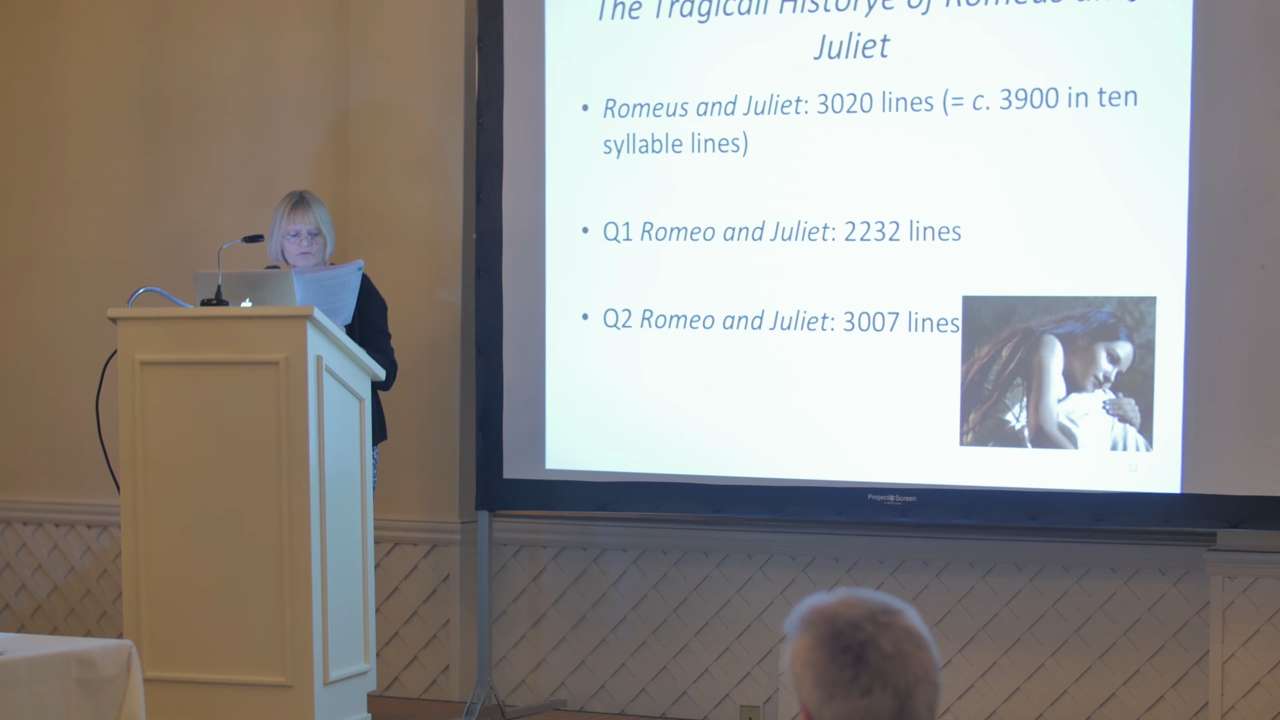 The Tragicall Historye of Romeus and
Juliet
• Romeus and Juliet: 3020 lines (= c. 3900 in ten
syllable lines)
• Q1 Romeo and Juliet: 2232 lines
• Q2 Romeo and Juliet: 3007 lines
12
Project Screen